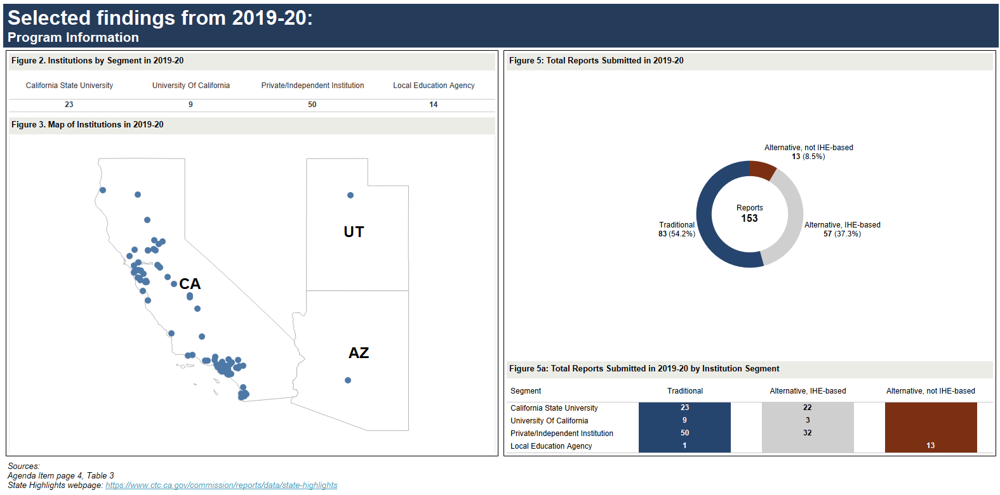 Selected findings from 2019-20:
Program Information
Figure 2. Institutions by Segment in 2019-20
California State University University Of California Private/Independent Institution Local Education Agency
23 9 50 14
Figure 3. Map of Institutions in 2019-20
UT
CA
AZ
Figure 5: Total Reports Submitted in 2019-20
Alternative, not IHE-based
13 (8.5%)
Reports
153
Traditional
83 (54.2%)
Alternative, IHE-based
57 (37.3%)
Figure 5a: Total Reports Submitted in 2019-20 by Institution Segment
Segment Traditional Alternative, IHE-based Alternative, not IHE-based
California State University 23 22
University Of California 9 3
Private/Independent Institution 50 32
Local Education Agency 1 13
Sources:
Agenda Item page 4, Table 3
State Highlights webpage: https://www.ctc.ca.gov/commission/reports/data/state-highlights